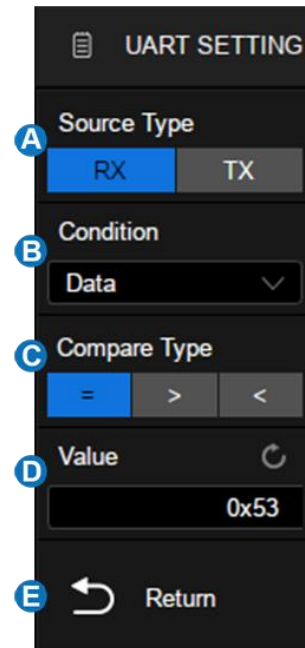 UART SETTING
A
Source Type
RX TX
B
Condition
Data
C
Compare Type
= > <
D
Value
0x53
E
Return